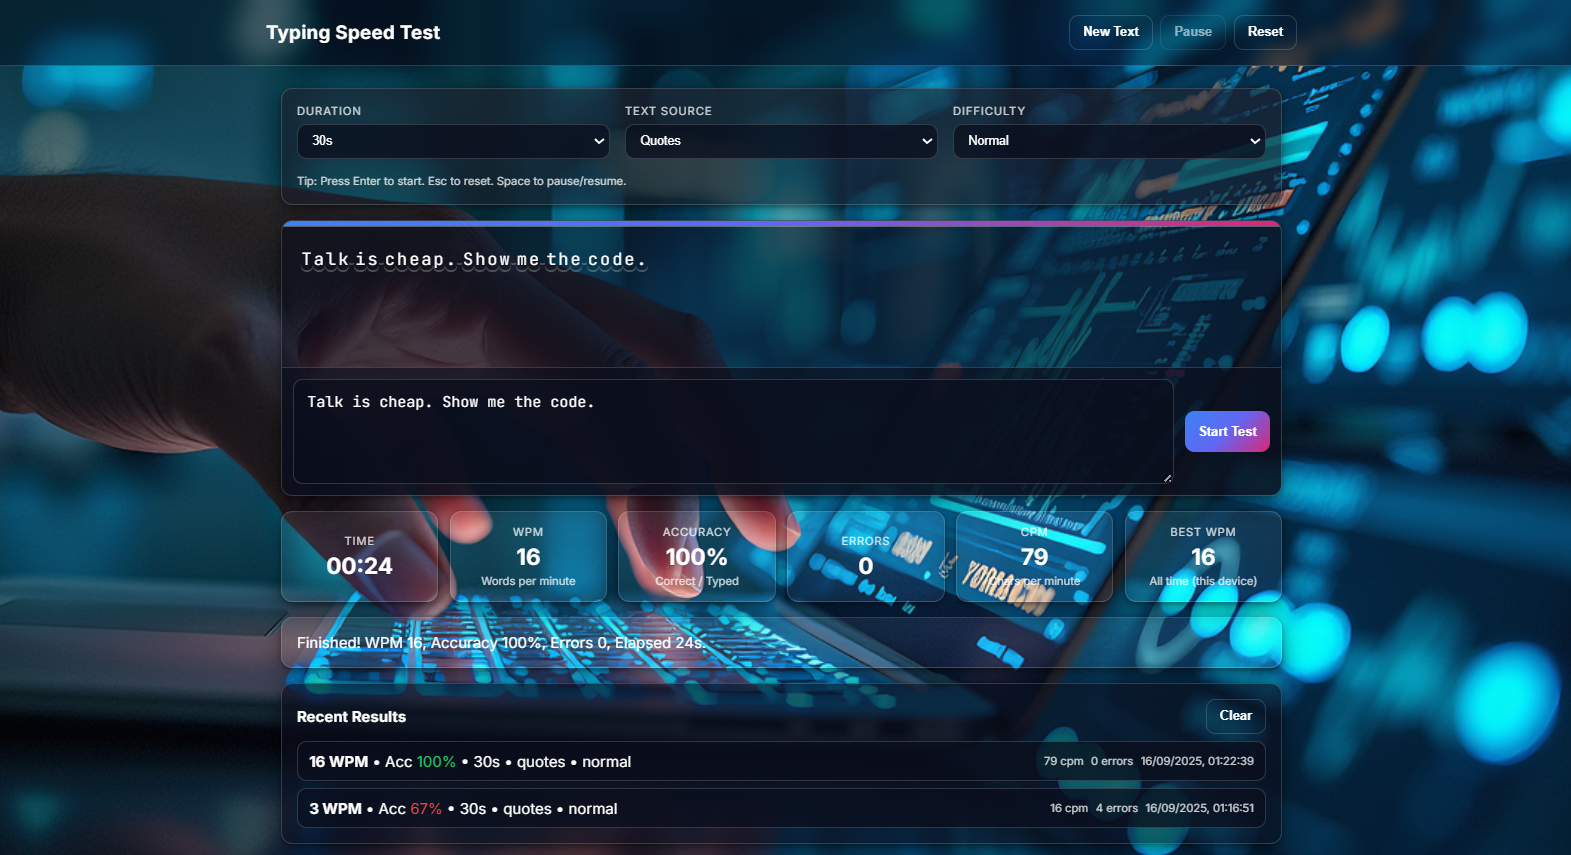 Typing Speed Test
New Text Pause Reset
DURATION TEXT SOURCE DIFFICULTY
30s Quotes Normal
Tip: Press Enter to start. Esc to reset. Space to pause/resume.
Talk is cheap. Show me the code.
Talk is cheap. Show me the code.
Start Test
TIME
00:24
WPM
16
Words per minute
ACCURACY
100%
Correct / Typed
ERRORS
0
CPM
79
Chars per minute
BEST WPM
16
All time (this device)
Finished! WPM 16, Accuracy 100%, Errors 0, Elapsed 24s.
Recent Results
Clear
16 WPM • Acc 100% • 30s • quotes • normal 79 cpm 0 errors 16/09/2025, 01:22:39
3 WPM • Acc 67% • 30s • quotes • normal 16 cpm 4 errors 16/09/2025, 01:16:51